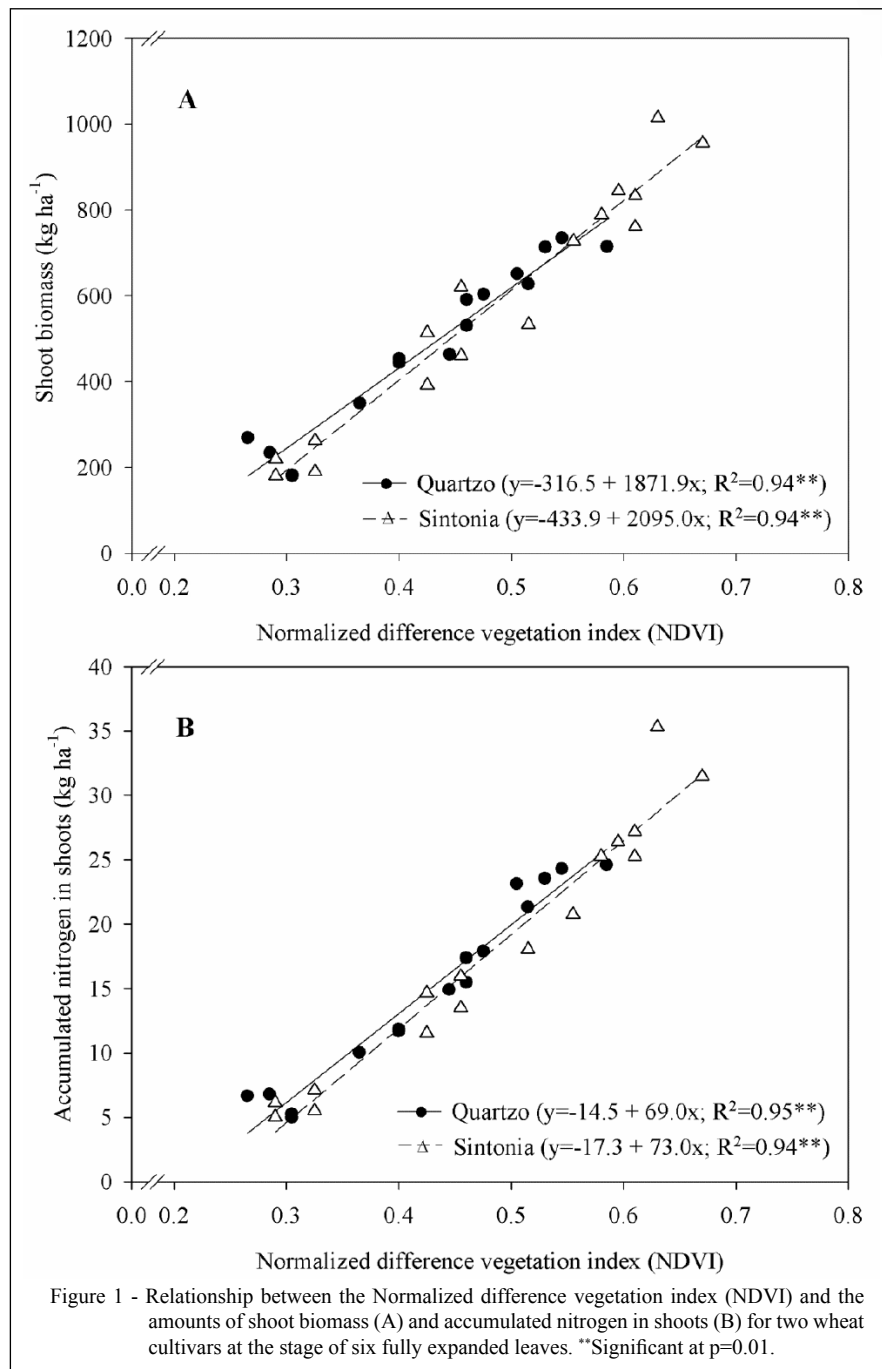 1200
1000
800
600
400
200
0
A
Shoot biomass (kg ha-1)
Quartzo (y=-316.5 + 1871.9x; R2=0.94**)
Sintonia (y=-433.9 + 2095.0x; R2=0.94**)
0.0 0.2 0.3 0.4 0.5 0.6 0.7 0.8
Normalized difference vegetation index (NDVI)
40
35
30
25
20
15
10
5
0
B
Accumulated nitrogen in shoots (kg ha-1)
Quartzo (y=-14.5 + 69.0x; R2=0.95**)
Sintonia (y=-17.3 + 73.0x; R2=0.94**)
0.0 0.2 0.3 0.4 0.5 0.6 0.7 0.8
Normalized difference vegetation index (NDVI)
Figure 1 - Relationship between the Normalized difference vegetation index (NDVI) and the
amounts of shoot biomass (A) and accumulated nitrogen in shoots (B) for two wheat
cultivars at the stage of six fully expanded leaves. **Significant at p=0.01.